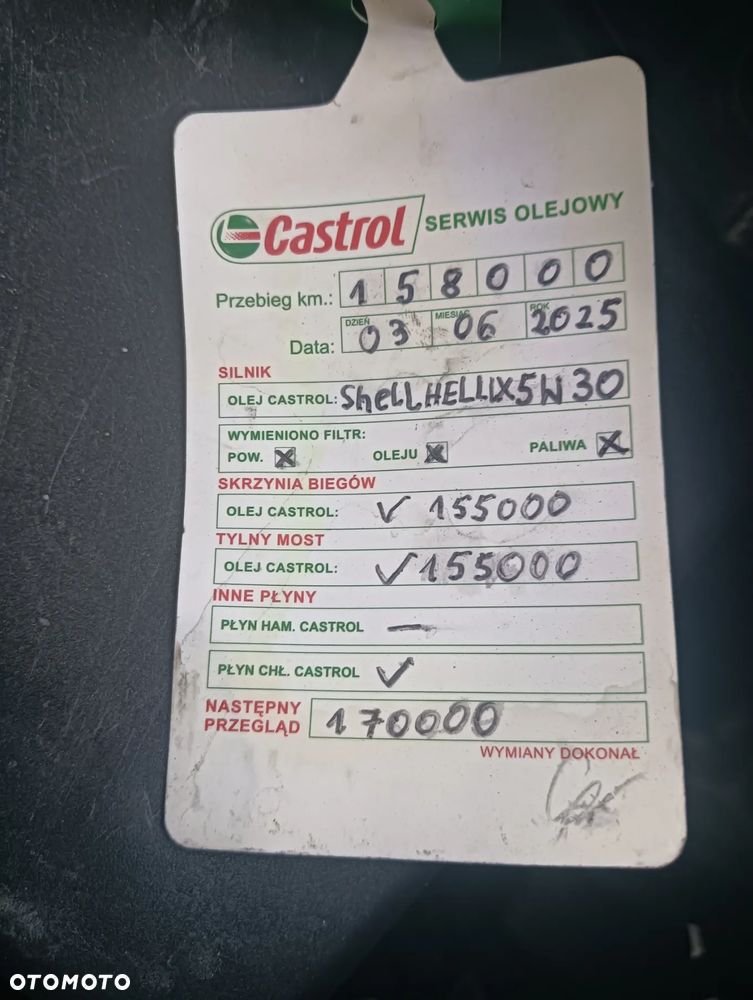 Castrol SERWIS OLEJOWY
Przebieg km.: 158000
DZIEŃ MIESIĄC ROK
Data: 03 06 2025
SILNIK
OLEJ CASTROL: ShELLHELLIX5W30
WYMIENIONO FILTR:
POW. X OLEJU X PALIWA X
SKRZYNIA BIEGÓW
OLEJ CASTROL: ✓ 155000
TYLNY MOST
OLEJ CASTROL: ✓ 155000
INNE PŁYNY
PŁYN HAM. CASTROL —
PŁYN CHŁ. CASTROL ✓
NASTĘPNY
PRZEGLĄD 170000
WYMIANY DOKONAŁ
OTOMOTO